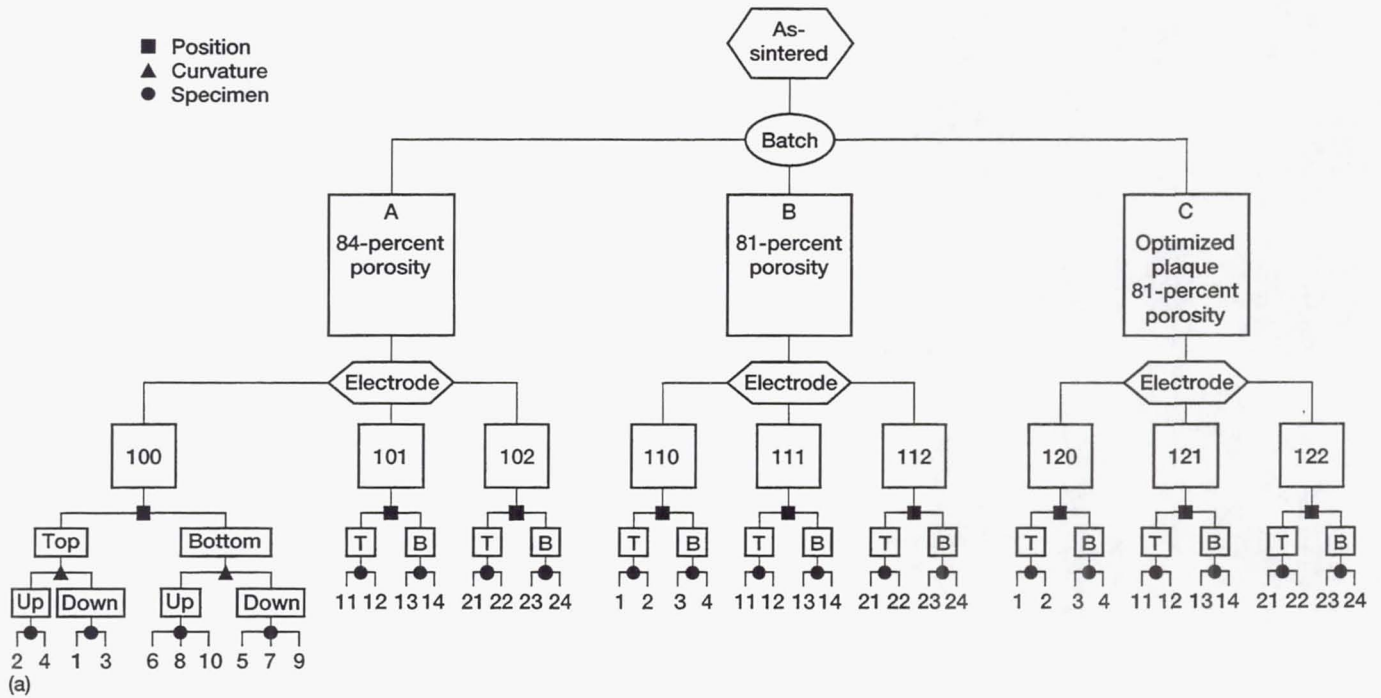 As-
sintered
Position
Curvature
Specimen
Batch
A
84-percent
porosity
B
81-percent
porosity
C
Optimized
plaque
81-percent
porosity
Electrode Electrode Electrode
100 101 102 110 111 112 120 121 122
Top Bottom T B T B T B T B T B T B T B T B
Up Down Up Down
11 12 13 14 21 22 23 24 1 2 3 4 11 12 13 14 21 22 23 24 1 2 3 4 11 12 13 14 21 22 23 24
2 4 1 3 6 8 10 5 7 9
(a)